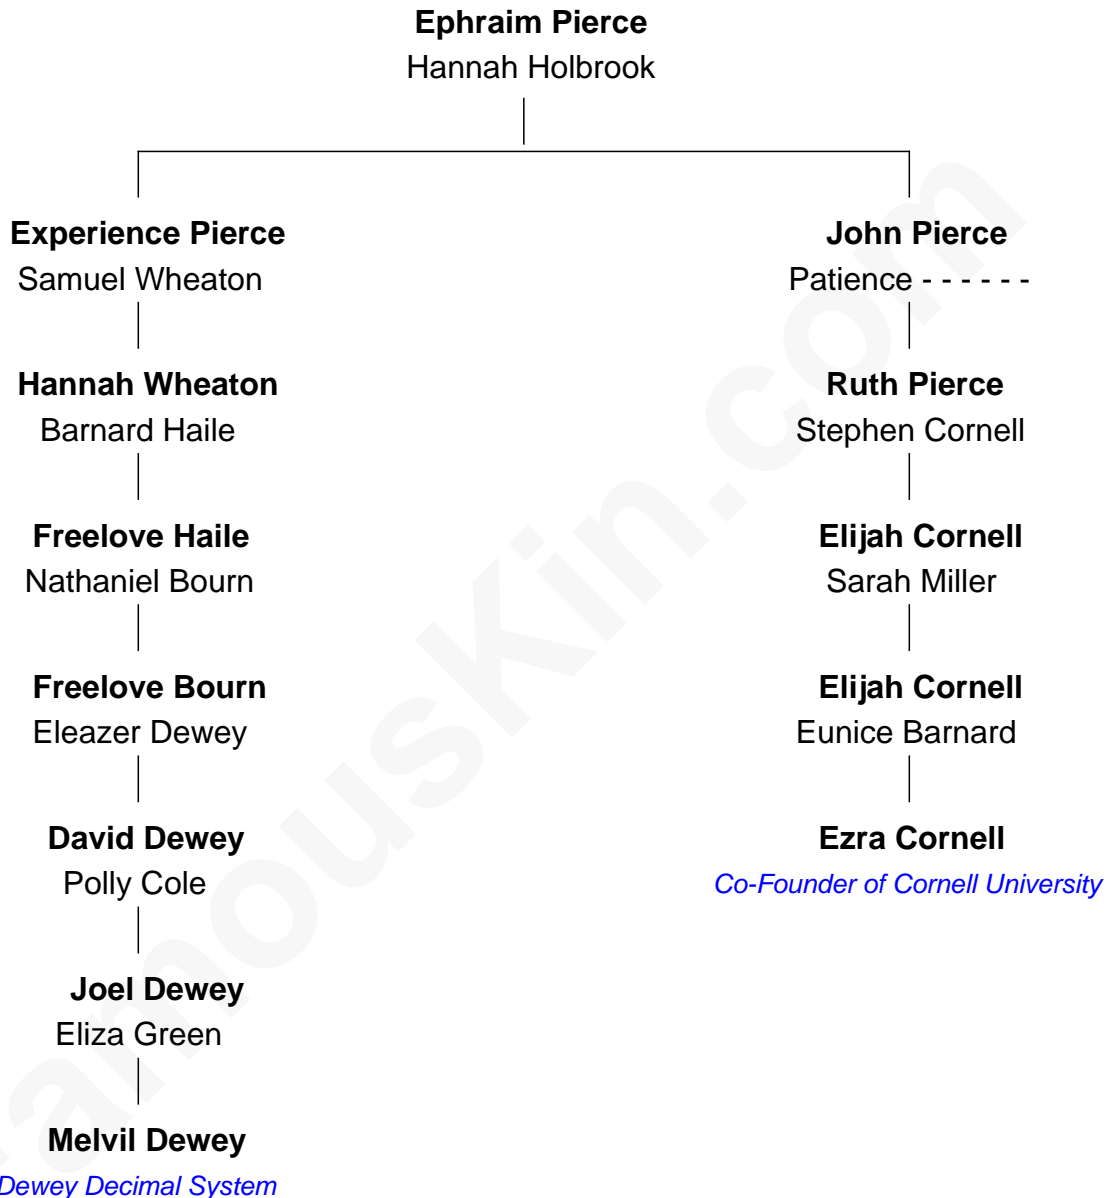 Ephraim Pierce
Hannah Holbrook
Experience Pierce
Samuel Wheaton
John Pierce
Patience - - - - - -
Hannah Wheaton
Barnard Haile
Ruth Pierce
Stephen Cornell
Freelove Haile
Nathaniel Bourn
Elijah Cornell
Sarah Miller
Freelove Bourn
Eleazer Dewey
Elijah Cornell
Eunice Barnard
David Dewey
Polly Cole
Ezra Cornell
Co-Founder of Cornell University
Joel Dewey
Eliza Green
Melvil Dewey
Dewey Decimal System
amouskin.com